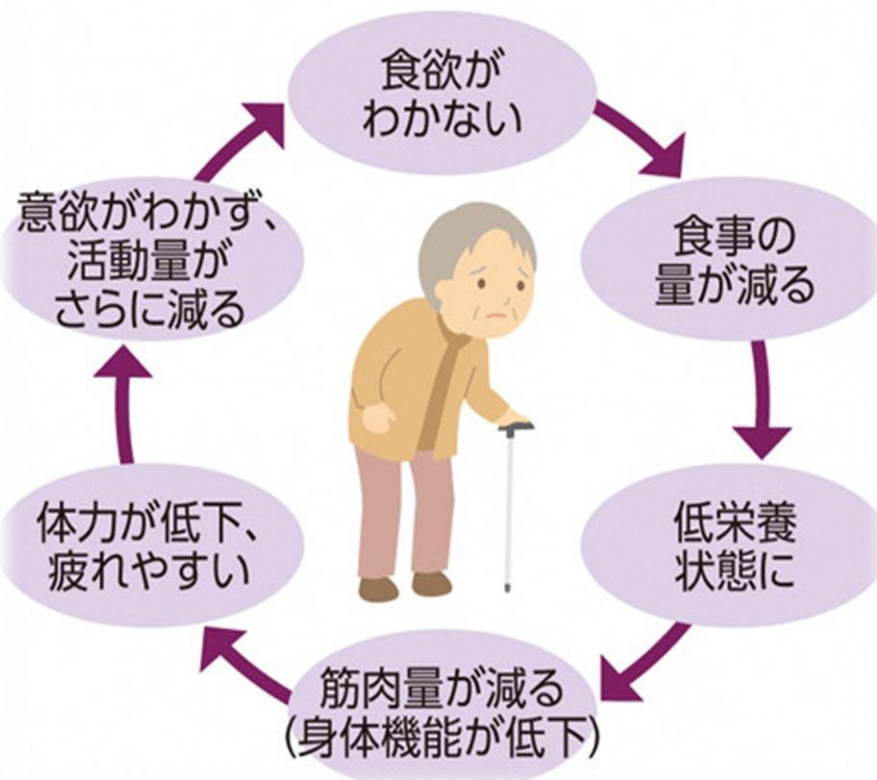 食欲が
わかない
食事の
量が減る
低栄養
状態に
筋肉量が減る
(身体機能が低下)
体力が低下、
疲れやすい
意欲がわかず、
活動量が
さらに減る